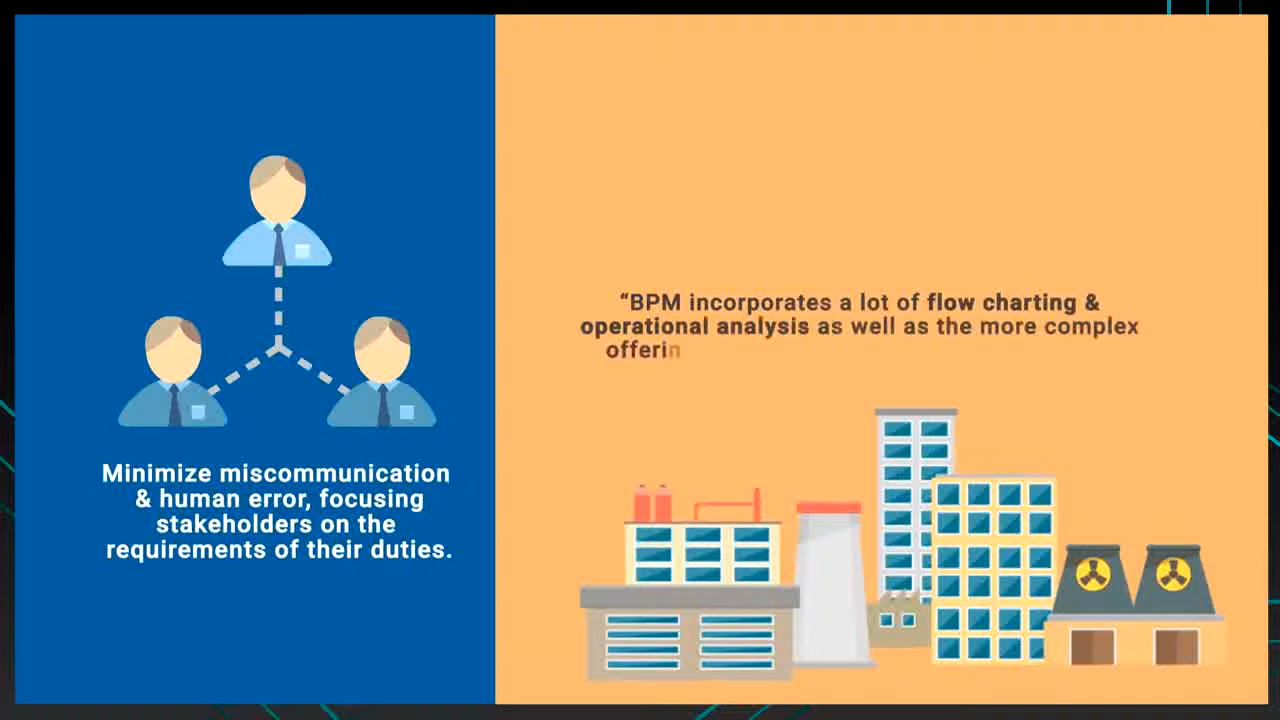 Minimize miscommunication
& human error, focusing
stakeholders on the
requirements of their duties.
“BPM incorporates a lot of flow charting &
operational analysis as well as the more complex
offerin